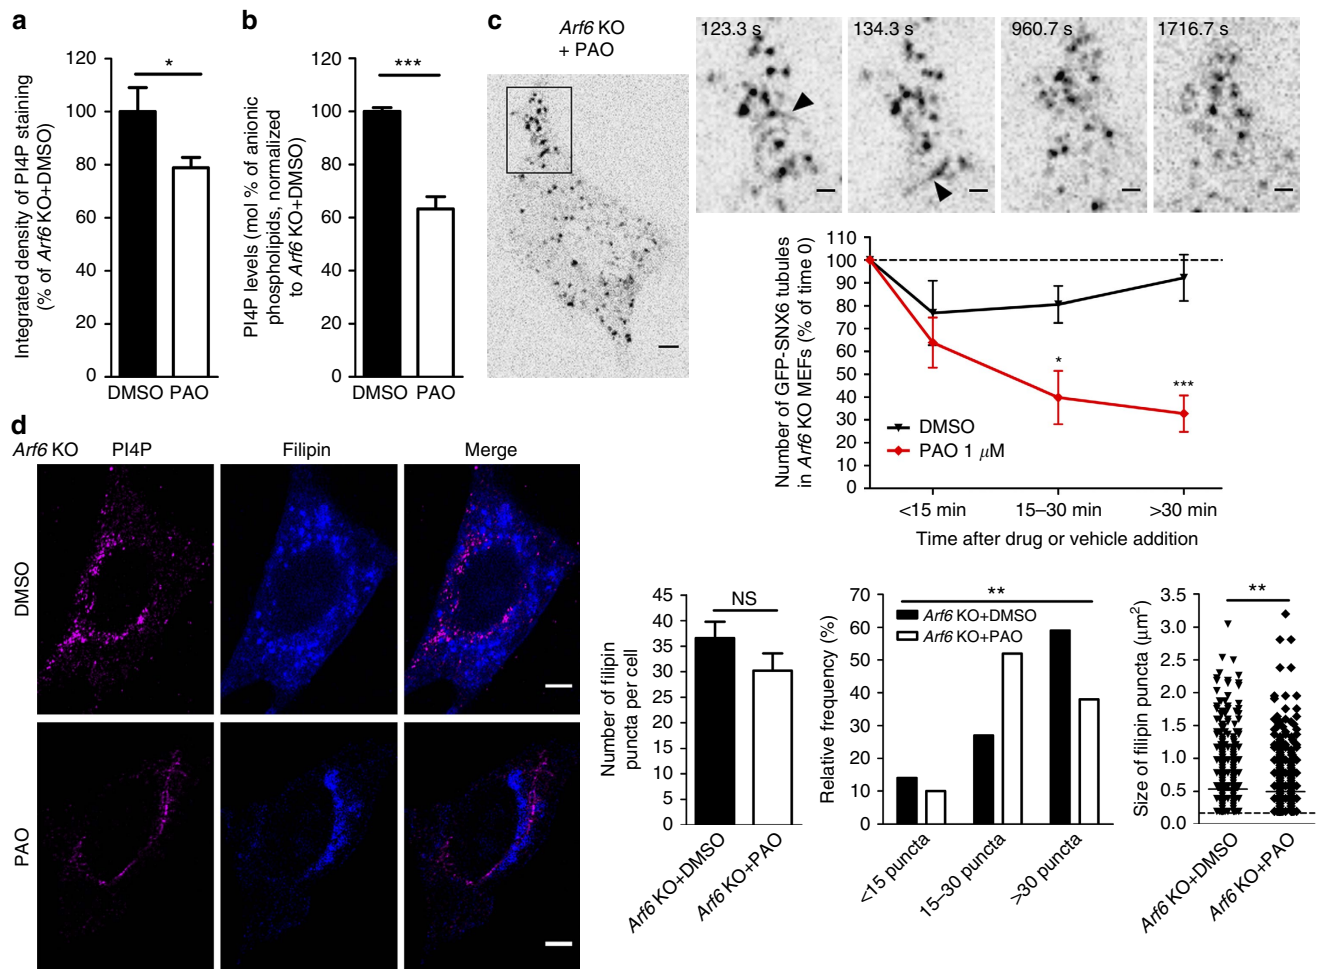 a
120
100
80
60
40
20
0
Integrated density of PI4P staining
(% of Arf6 KO+DMSO)
*
DMSO PAO
b
120
100
80
60
40
20
0
PI4P levels (mol % of anionic
phospholipids, normalized
to Arf6 KO+DMSO)
***
DMSO PAO
c
Arf6 KO
+ PAO
123.3 s
134.3 s
960.7 s
1716.7 s
110
100
90
80
70
60
50
40
30
20
10
0
Number of GFP-SNX6 tubules
in Arf6 KO MEFs (% of time 0)
*
***
DMSO
PAO 1 μM
<15 min
15–30 min
>30 min
Time after drug or vehicle addition
d
Arf6 KO
PI4P
Filipin
Merge
DMSO
PAO
45
40
35
30
25
20
15
10
5
0
Number of filipin
puncta per cell
NS
Arf6 KO+DMSO
Arf6 KO+PAO
70
60
50
40
30
20
10
0
Relative frequency (%)
**
Arf6 KO+DMSO
Arf6 KO+PAO
<15 puncta
15–30 puncta
>30 puncta
3.5
3.0
2.5
2.0
1.5
1.0
0.5
0.0
Size of filipin puncta (μm²)
**
Arf6 KO+DMSO
Arf6 KO+PAO